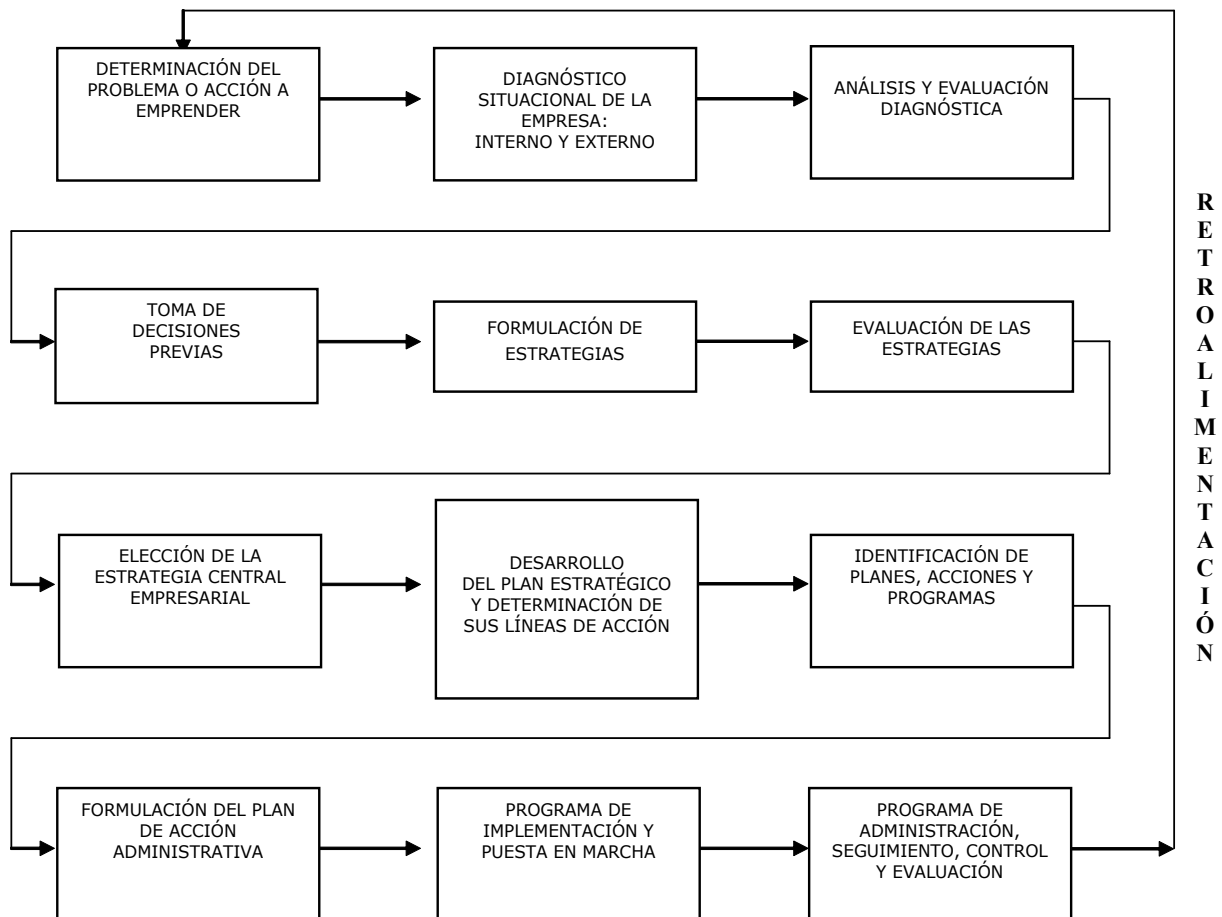 DETERMINACIÓN DEL
PROBLEMA O ACCIÓN A
EMPRENDER
DIAGNÓSTICO
SITUACIONAL DE LA
EMPRESA:
INTERNO Y EXTERNO
ANÁLISIS Y EVALUACIÓN
DIAGNÓSTICA
TOMA DE
DECISIONES
PREVIAS
FORMULACIÓN DE
ESTRATEGIAS
EVALUACIÓN DE LAS
ESTRATEGIAS
ELECCIÓN DE LA
ESTRATEGIA CENTRAL
EMPRESARIAL
DESARROLLO
DEL PLAN ESTRATÉGICO
Y DETERMINACIÓN DE
SUS LÍNEAS DE ACCIÓN
IDENTIFICACIÓN DE
PLANES, ACCIONES Y
PROGRAMAS
FORMULACIÓN DEL PLAN
DE ACCIÓN
ADMINISTRATIVA
PROGRAMA DE
IMPLEMENTACIÓN Y
PUESTA EN MARCHA
PROGRAMA DE
ADMINISTRACIÓN,
SEGUIMIENTO, CONTROL
Y EVALUACIÓN
RETROALIMENTACIÓN